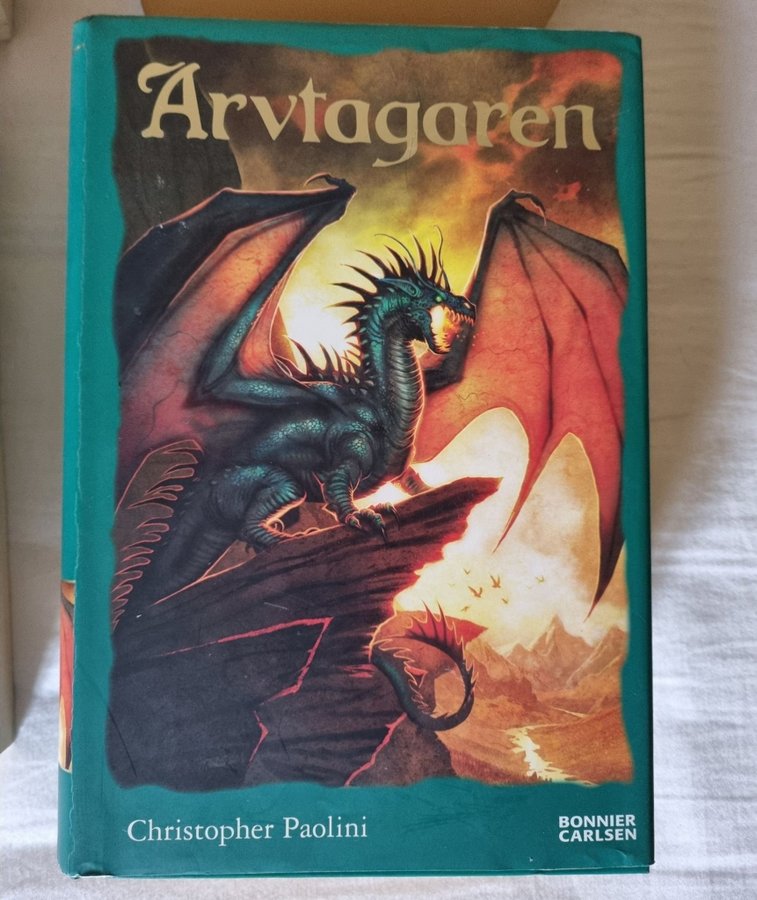 Arvtagaren
Christopher Paolini
BONNIER
CARLSEN